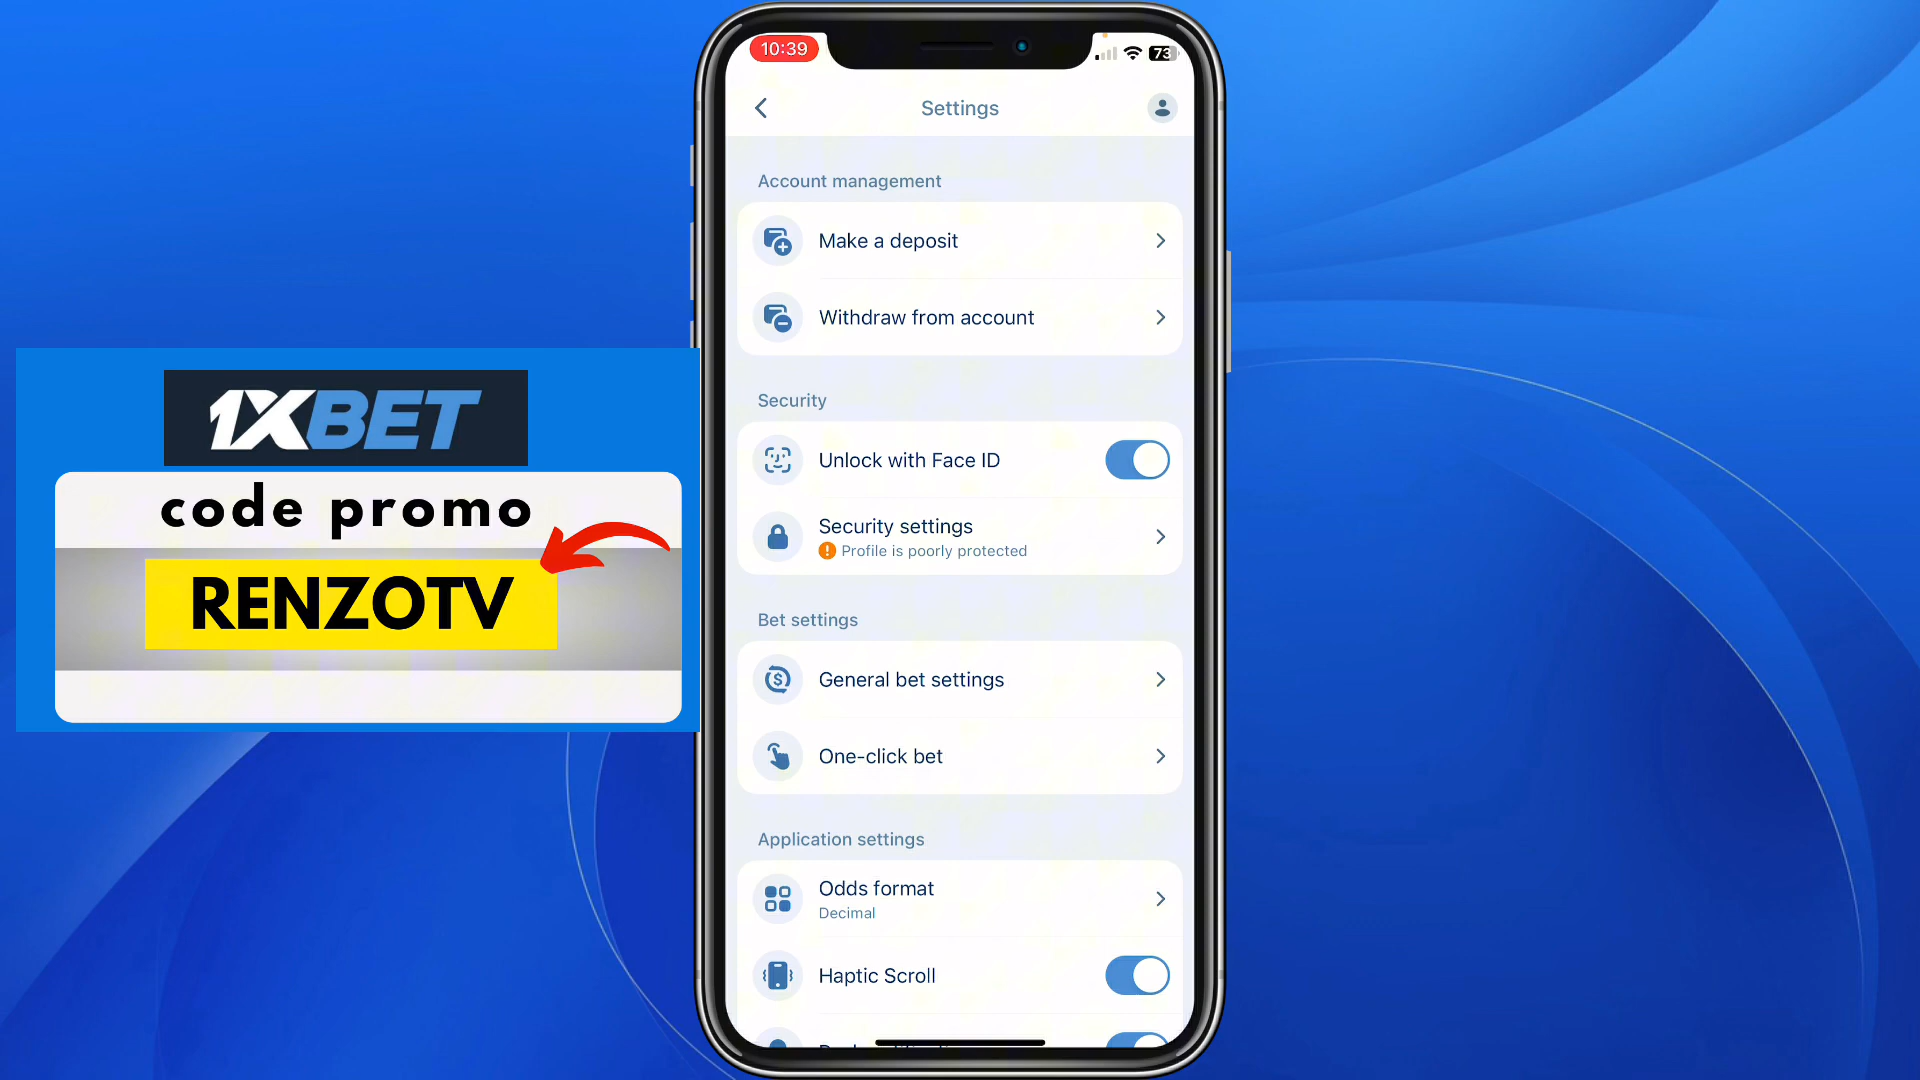 10:39
73
Settings
Account management
Make a deposit
Withdraw from account
Security
Unlock with Face ID
Security settings
Profile is poorly protected
Bet settings
General bet settings
One-click bet
Application settings
Odds format
Decimal
Haptic Scroll
1XBET
code promo
RENZOTV